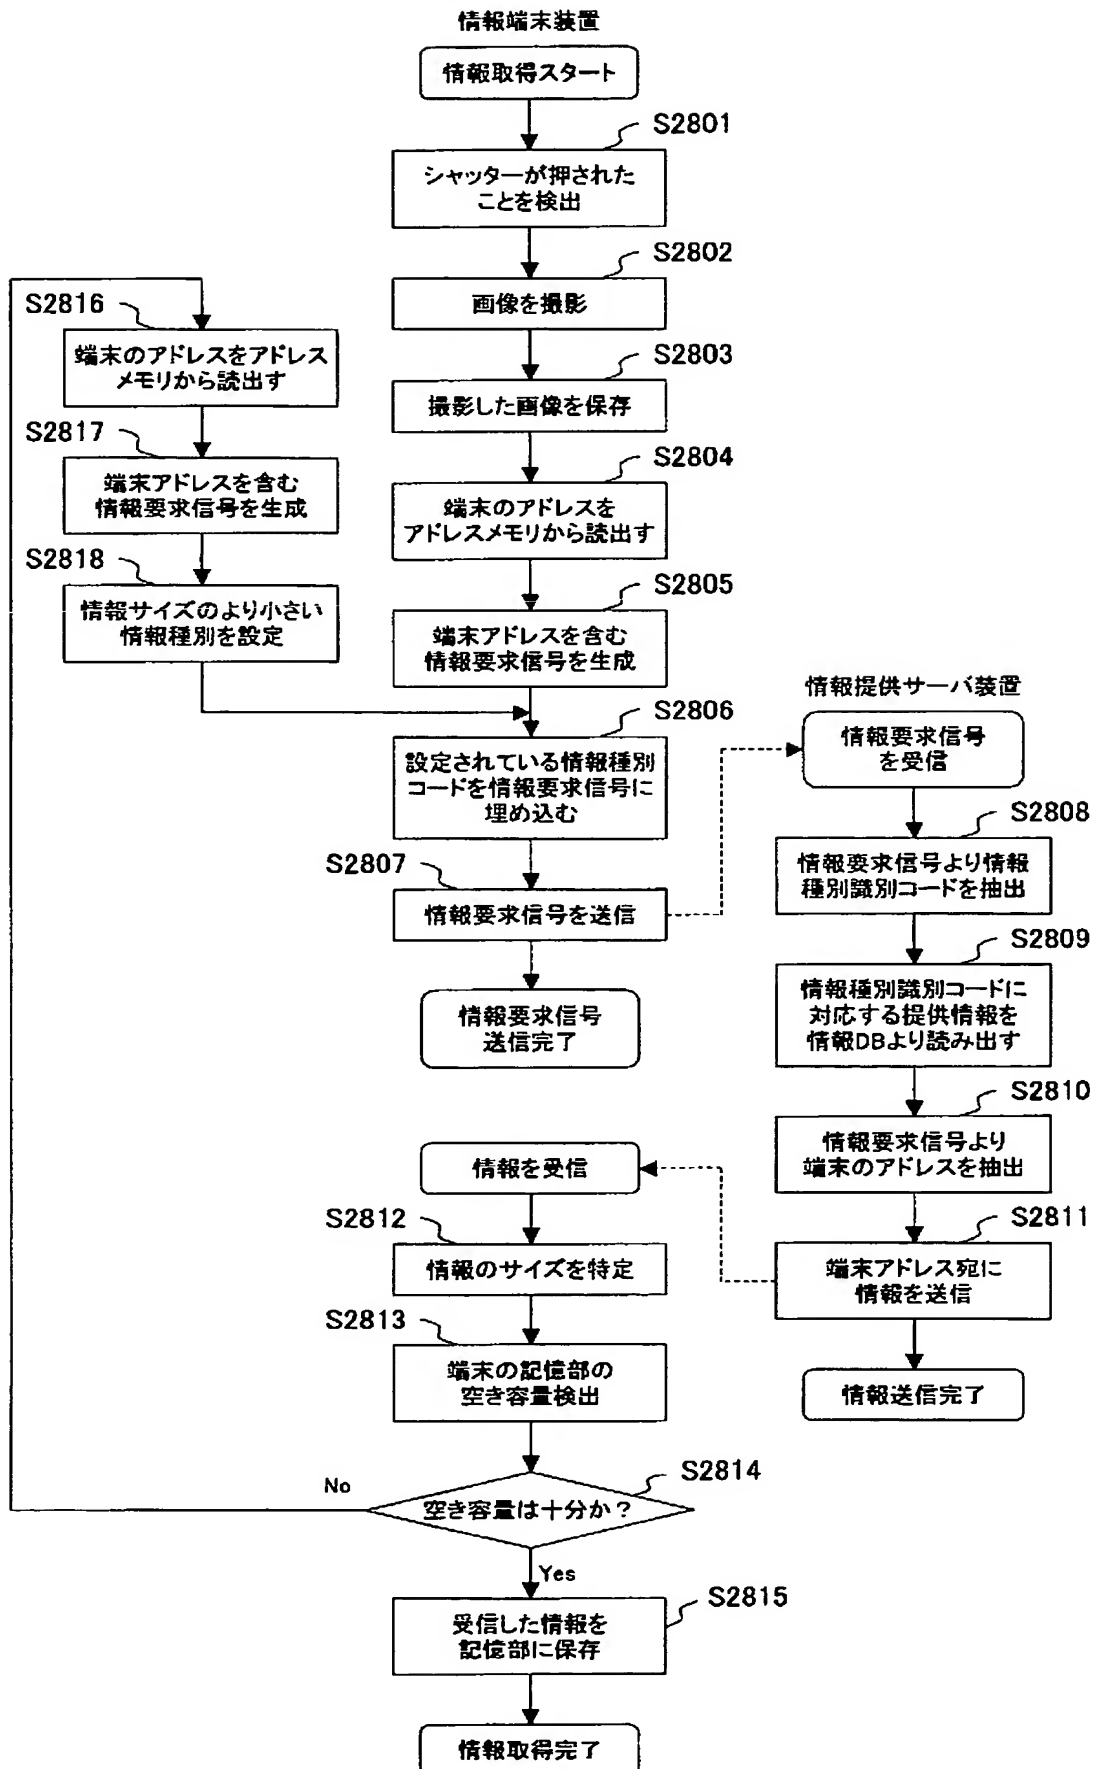 情報端末装置
情報取得スタート
S2801
シャッターが押された
ことを検出
S2802
画像を撮影
S2803
撮影した画像を保存
S2804
端末のアドレスを
アドレスメモリから読出す
S2805
端末アドレスを含む
情報要求信号を生成
S2816
端末のアドレスをアドレス
メモリから読出す
S2817
端末アドレスを含む
情報要求信号を生成
S2818
情報サイズのより小さい
情報種別を設定
S2806
設定されている情報種別
コードを情報要求信号に
埋め込む
S2807
情報要求信号を送信
情報要求信号
送信完了
情報提供サーバ装置
情報要求信号
を受信
S2808
情報要求信号より情報
種別識別コードを抽出
S2809
情報種別識別コードに
対応する提供情報を
情報DBより読み出す
S2810
情報要求信号より
端末のアドレスを抽出
S2811
端末アドレス宛に
情報を送信
情報送信完了
情報を受信
S2812
情報のサイズを特定
S2813
端末の記憶部の
空き容量検出
S2814
空き容量は十分か?
No
Yes
S2815
受信した情報を
記憶部に保存
情報取得完了